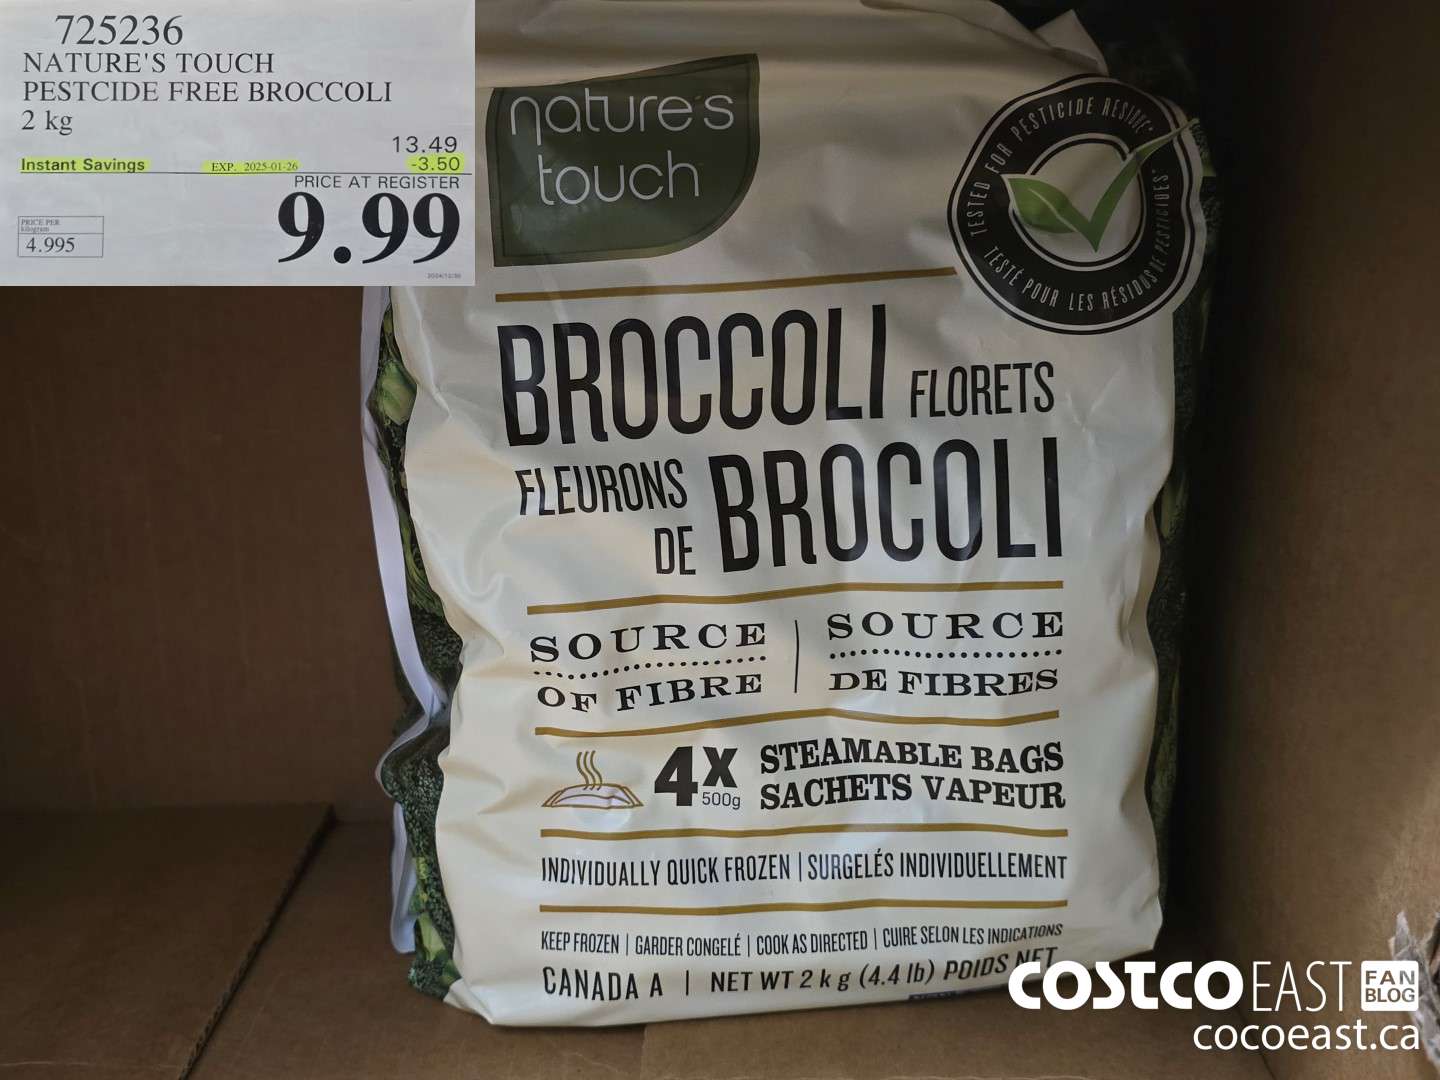 725236
NATURE'S TOUCH
PESTCIDE FREE BROCCOLI
2 kg
13.49
Instant Savings EXP. 2025-01-26 -3.50
PRICE AT REGISTER
9.99
PRICE PER
kilogram
4.995
2024/12/30
nature's
touch
TESTED FOR PESTICIDE RESIDUE*
TESTÉ POUR LES RÉSIDUS DE PESTICIDES*
BROCCOLI FLORETS
FLEURONS
DE BROCOLI
SOURCE OF FIBRE | SOURCE DE FIBRES
4X 500g STEAMABLE BAGS
SACHETS VAPEUR
INDIVIDUALLY QUICK FROZEN | SURGELÉS INDIVIDUELLEMENT
KEEP FROZEN | GARDER CONGELÉ | COOK AS DIRECTED | CUIRE SELON LES INDICATIONS
CANADA A | NET WT 2 kg (4.4 lb) POIDS NET
COSTCO EAST FAN BLOG
cocoeast.ca